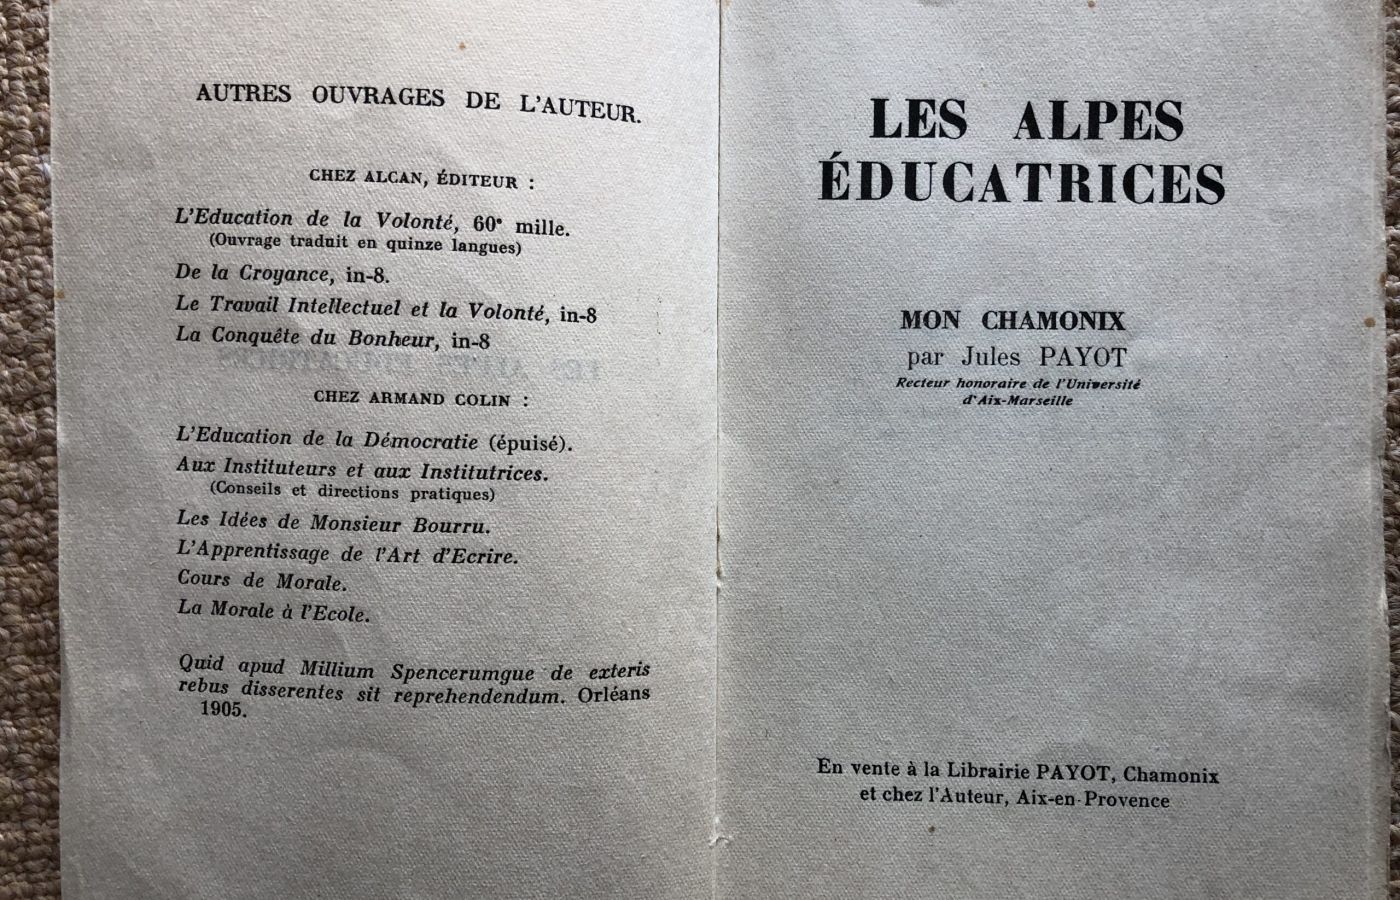 AUTRES OUVRAGES DE L'AUTEUR.
CHEZ ALCAN, ÉDITEUR :
L'Education de la Volonté, 60e mille.
(Ouvrage traduit en quinze langues)
De la Croyance, in-8.
Le Travail Intellectuel et la Volonté, in-8
La Conquête du Bonheur, in-8
CHEZ ARMAND COLIN :
L'Education de la Démocratie (épuisé).
Aux Instituteurs et aux Institutrices.
(Conseils et directions pratiques)
Les Idées de Monsieur Bourru.
L'Apprentissage de l'Art d'Ecrire.
Cours de Morale.
La Morale à l'Ecole.
Quid apud Millium Spencerumgue de exteris
rebus disserentes sit reprehendendum. Orléans
1905.
LES ALPES
ÉDUCATRICES
MON CHAMONIX
par Jules PAYOT
Recteur honoraire de l'Université
d'Aix-Marseille
En vente à la Librairie PAYOT, Chamonix
et chez l'Auteur, Aix-en-Provence